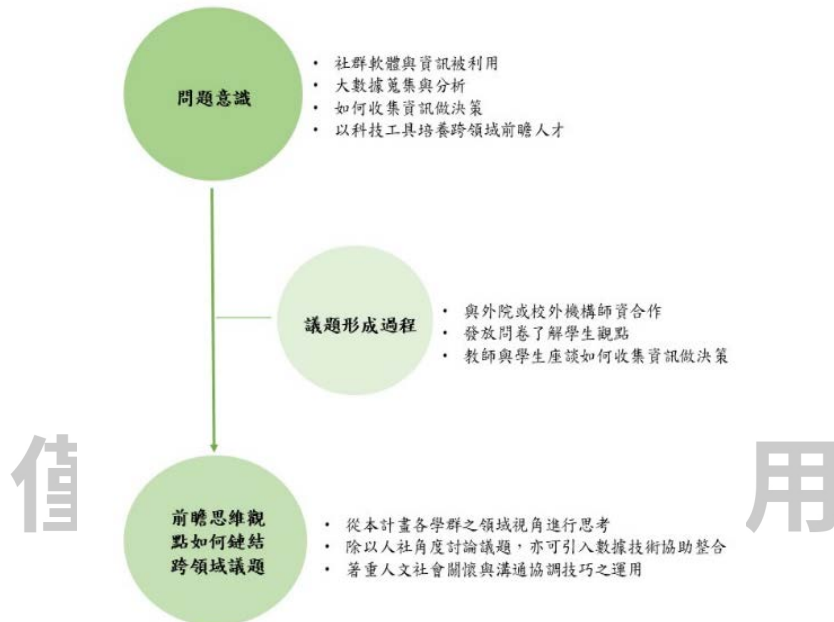 問題意識
• 社群軟體與資訊被利用
• 大數據蒐集與分析
• 如何收集資訊做決策
• 以科技工具培養跨領域前瞻人才
議題形成過程
• 與外院或校外機構師資合作
• 發放問卷了解學生觀點
• 教師與學生座談如何收集資訊做決策
前瞻思維觀
點如何鏈結
跨領域議題
• 從本計畫各學群之領域視角進行思考
• 除以人社角度討論議題，亦可引入數據技術協助整合
• 著重人文社會關懷與溝通協調技巧之運用
用